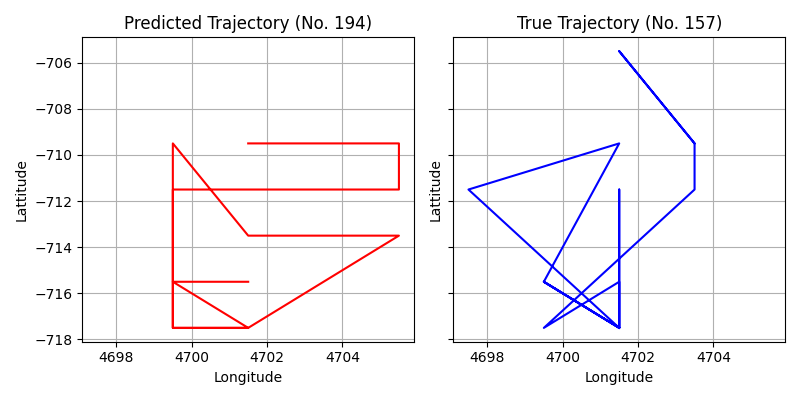 Predicted Trajectory (No. 194)
True Trajectory (No. 157)
Lattitude
−706
−708
−710
−712
−714
−716
−718
4698
4700
4702
4704
Longitude
Lattitude
4698
4700
4702
4704
Longitude